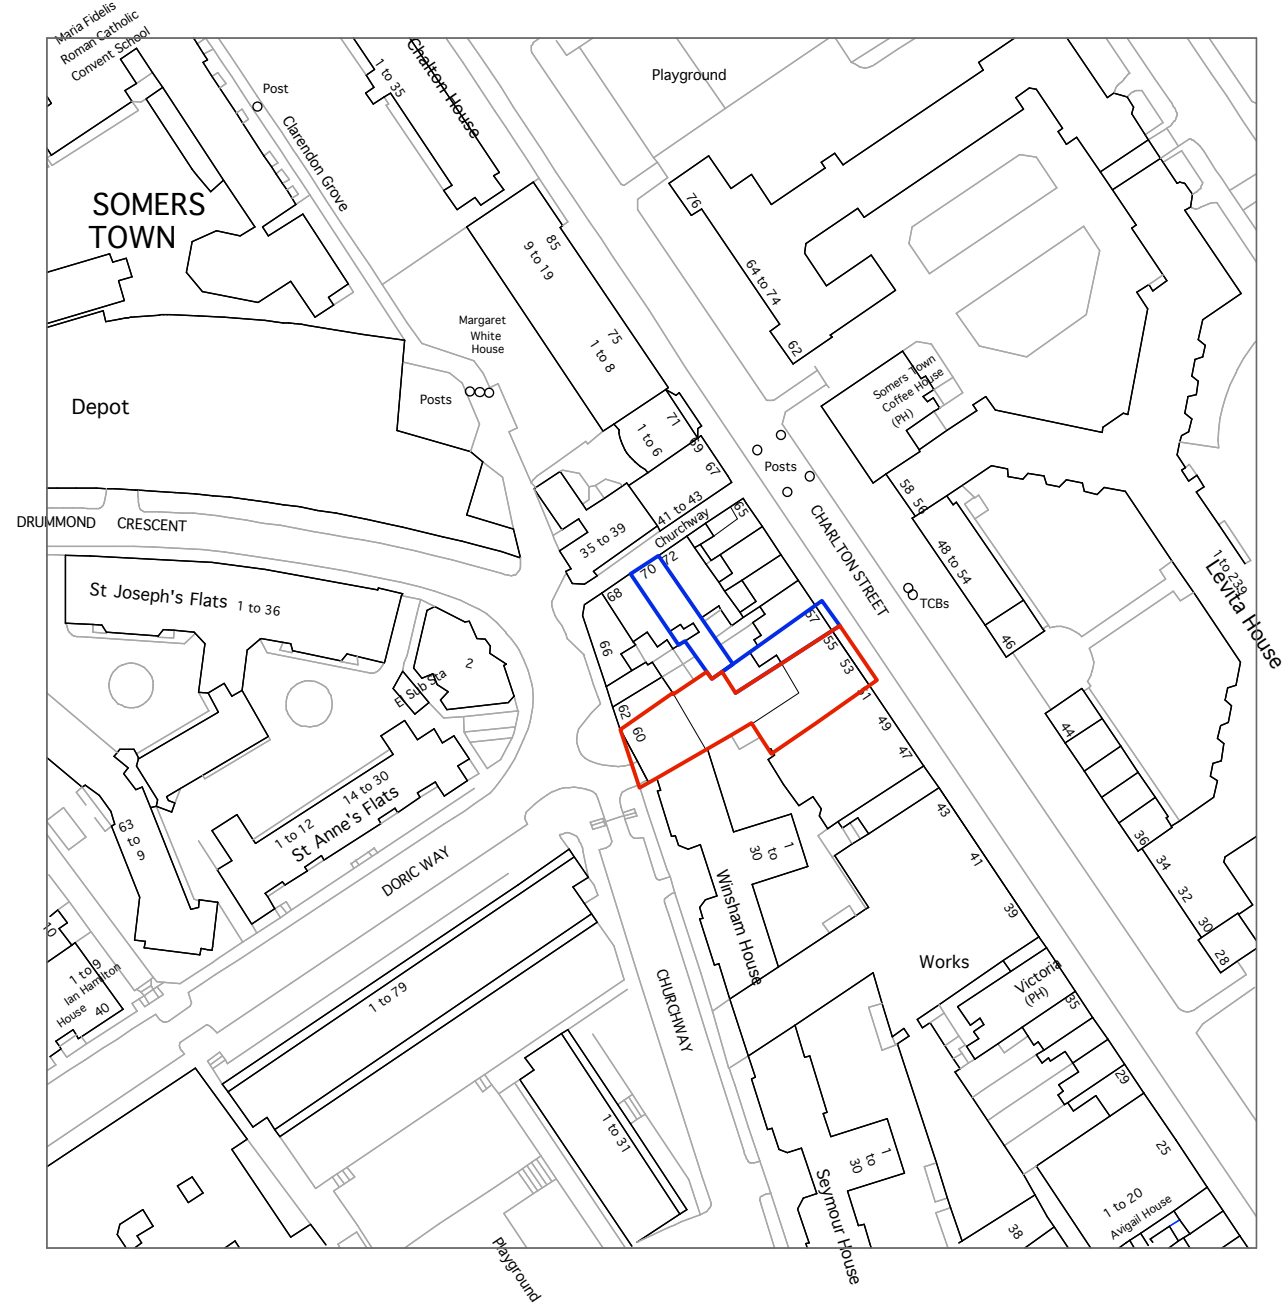 Maria Fidelis
Roman Catholic
Convent School
Post
1 to 35
Chalton House
Playground
Clarendon Grove
SOMERS
TOWN
76
85
9 to 19
64 to 74
62
Margaret
White
House
75
1 to 8
Posts
Depot
Somers Town
Coffee House
(PH)
71
1 to 6
69
67
Posts
58
56
DRUMMOND
CRESCENT
41 to 43
Churchway
65
35 to 39
CHARLTON STREET
48 to 54
1 to 239
Levita House
St Joseph's Flats
1 to 36
70
72
68
TCBs
57
46
66
55
53
2
E Sub Sta
51
62
60
49
47
44
14 to 30
1 to 12
St Anne's Flats
63
to
9
43
36
1
to
30
41
34
DORIC WAY
32
Winsham House
39
30
28
10
1 to 9
Ian Hamilton
House
40
1 to 79
CHURCHWAY
Works
Victoria
(PH)
35
29
1 to 31
1
to
30
25
Seymour House
1 to 20
Avigail House
38
Playground